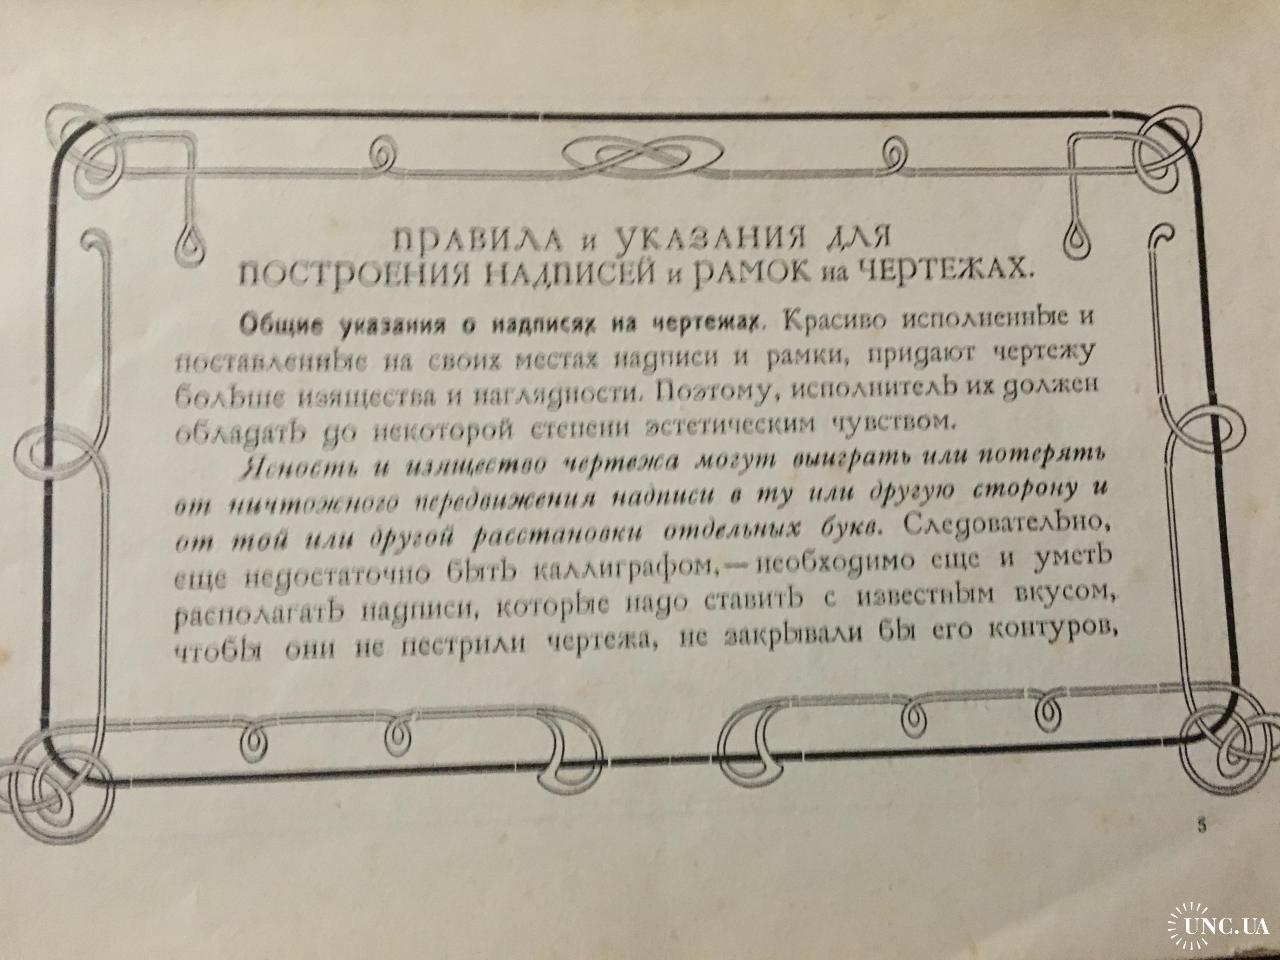 ПРАВИЛА и УКАЗАНИЯ ДЛЯ
ПОСТРОЕНИЯ НАДПИСЕЙ и РАМОК на ЧЕРТЕЖАХ.
Общие указания о надписях на чертежах. Красиво исполненные и
поставленные на своих местах надписи и рамки, придают чертежу
больше изящества и наглядности. Поэтому, исполнитель их должен
обладать до некоторой степени эстетическим чувством.
Ясность и изящество чертежа могут выиграть или потерять
от ничтожного передвижения надписи в ту или другую сторону и
от той или другой расстановки отдельных букв. Следовательно,
еще недостаточно быть каллиграфом,—необходимо еще и уметь
располагать надписи, которые надо ставить с известным вкусом,
чтобы они не пестрили чертежа, не закрывали бы его контуров,
5
UNC.UA